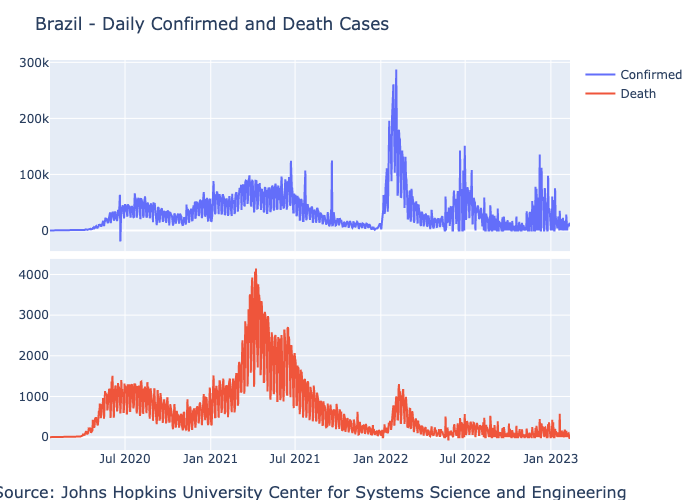 Brazil - Daily Confirmed and Death Cases
Confirmed
Death
300k
200k
100k
0
4000
3000
2000
1000
0
Jul 2020 Jan 2021 Jul 2021 Jan 2022 Jul 2022 Jan 2023
Source: Johns Hopkins University Center for Systems Science and Engineering